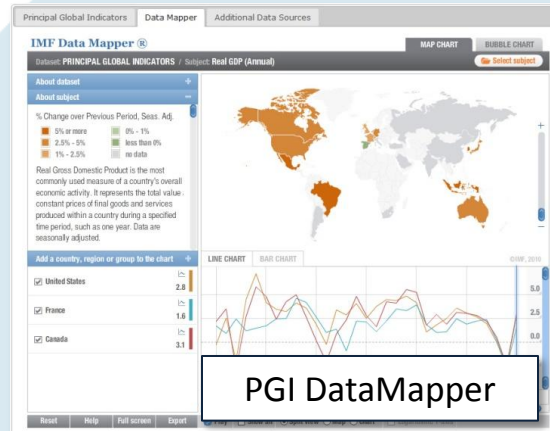 Principal Global Indicators Data Mapper Additional Data Sources
IMF Data Mapper ®
MAP CHART BUBBLE CHART
Dataset: PRINCIPAL GLOBAL INDICATORS / Subject: Real GDP (Annual)
Select subject
About dataset +
About subject −
% Change over Previous Period, Seas. Adj.
5% or more 0% - 1%
2.5% - 5% less than 0%
1% - 2.5% no data
Real Gross Domestic Product is the most
commonly used measure of a country's overall
economic activity. It represents the total value
constant prices of final goods and services
produced within a country during a specified
time period, such as one year. Data are
seasonally adjusted.
Add a country, region or group to the chart +
LINE CHART BAR CHART
©IMF, 2010
United States 2.8
France 1.6
Canada 3.1
5.0
2.5
0.0
PGI DataMapper
Reset Help Full screen Export